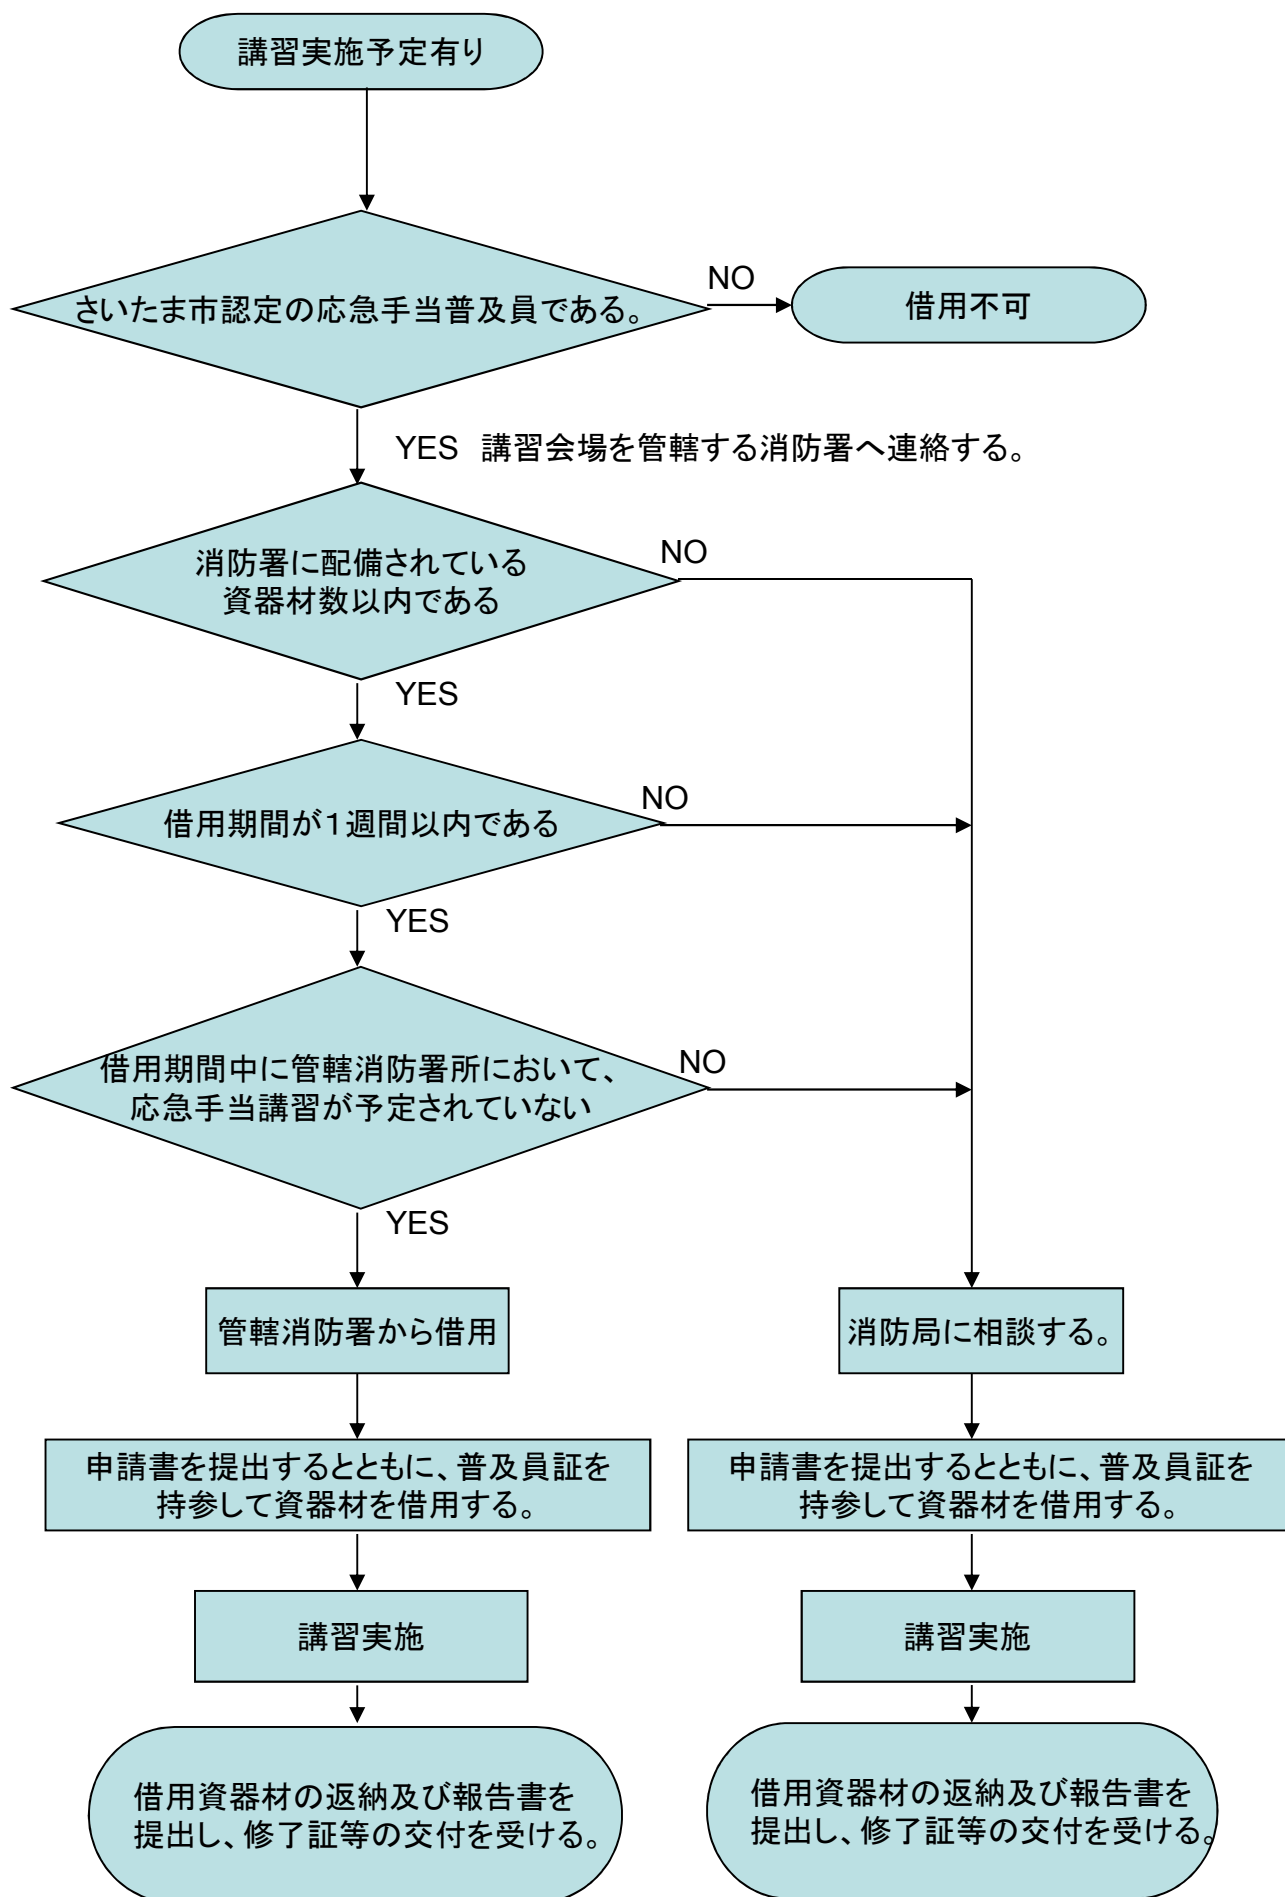 講習実施予定有り
さいたま市認定の応急手当普及員である。
NO
借用不可
YES 講習会場を管轄する消防署へ連絡する。
消防署に配備されている
資器材数以内である
NO
YES
借用期間が１週間以内である
NO
YES
借用期間中に管轄消防署所において、
応急手当講習が予定されていない
NO
YES
管轄消防署から借用
消防局に相談する。
申請書を提出するとともに、普及員証を
持参して資器材を借用する。
申請書を提出するとともに、普及員証を
持参して資器材を借用する。
講習実施
講習実施
借用資器材の返納及び報告書を
提出し、修了証等の交付を受ける。
借用資器材の返納及び報告書を
提出し、修了証等の交付を受ける。